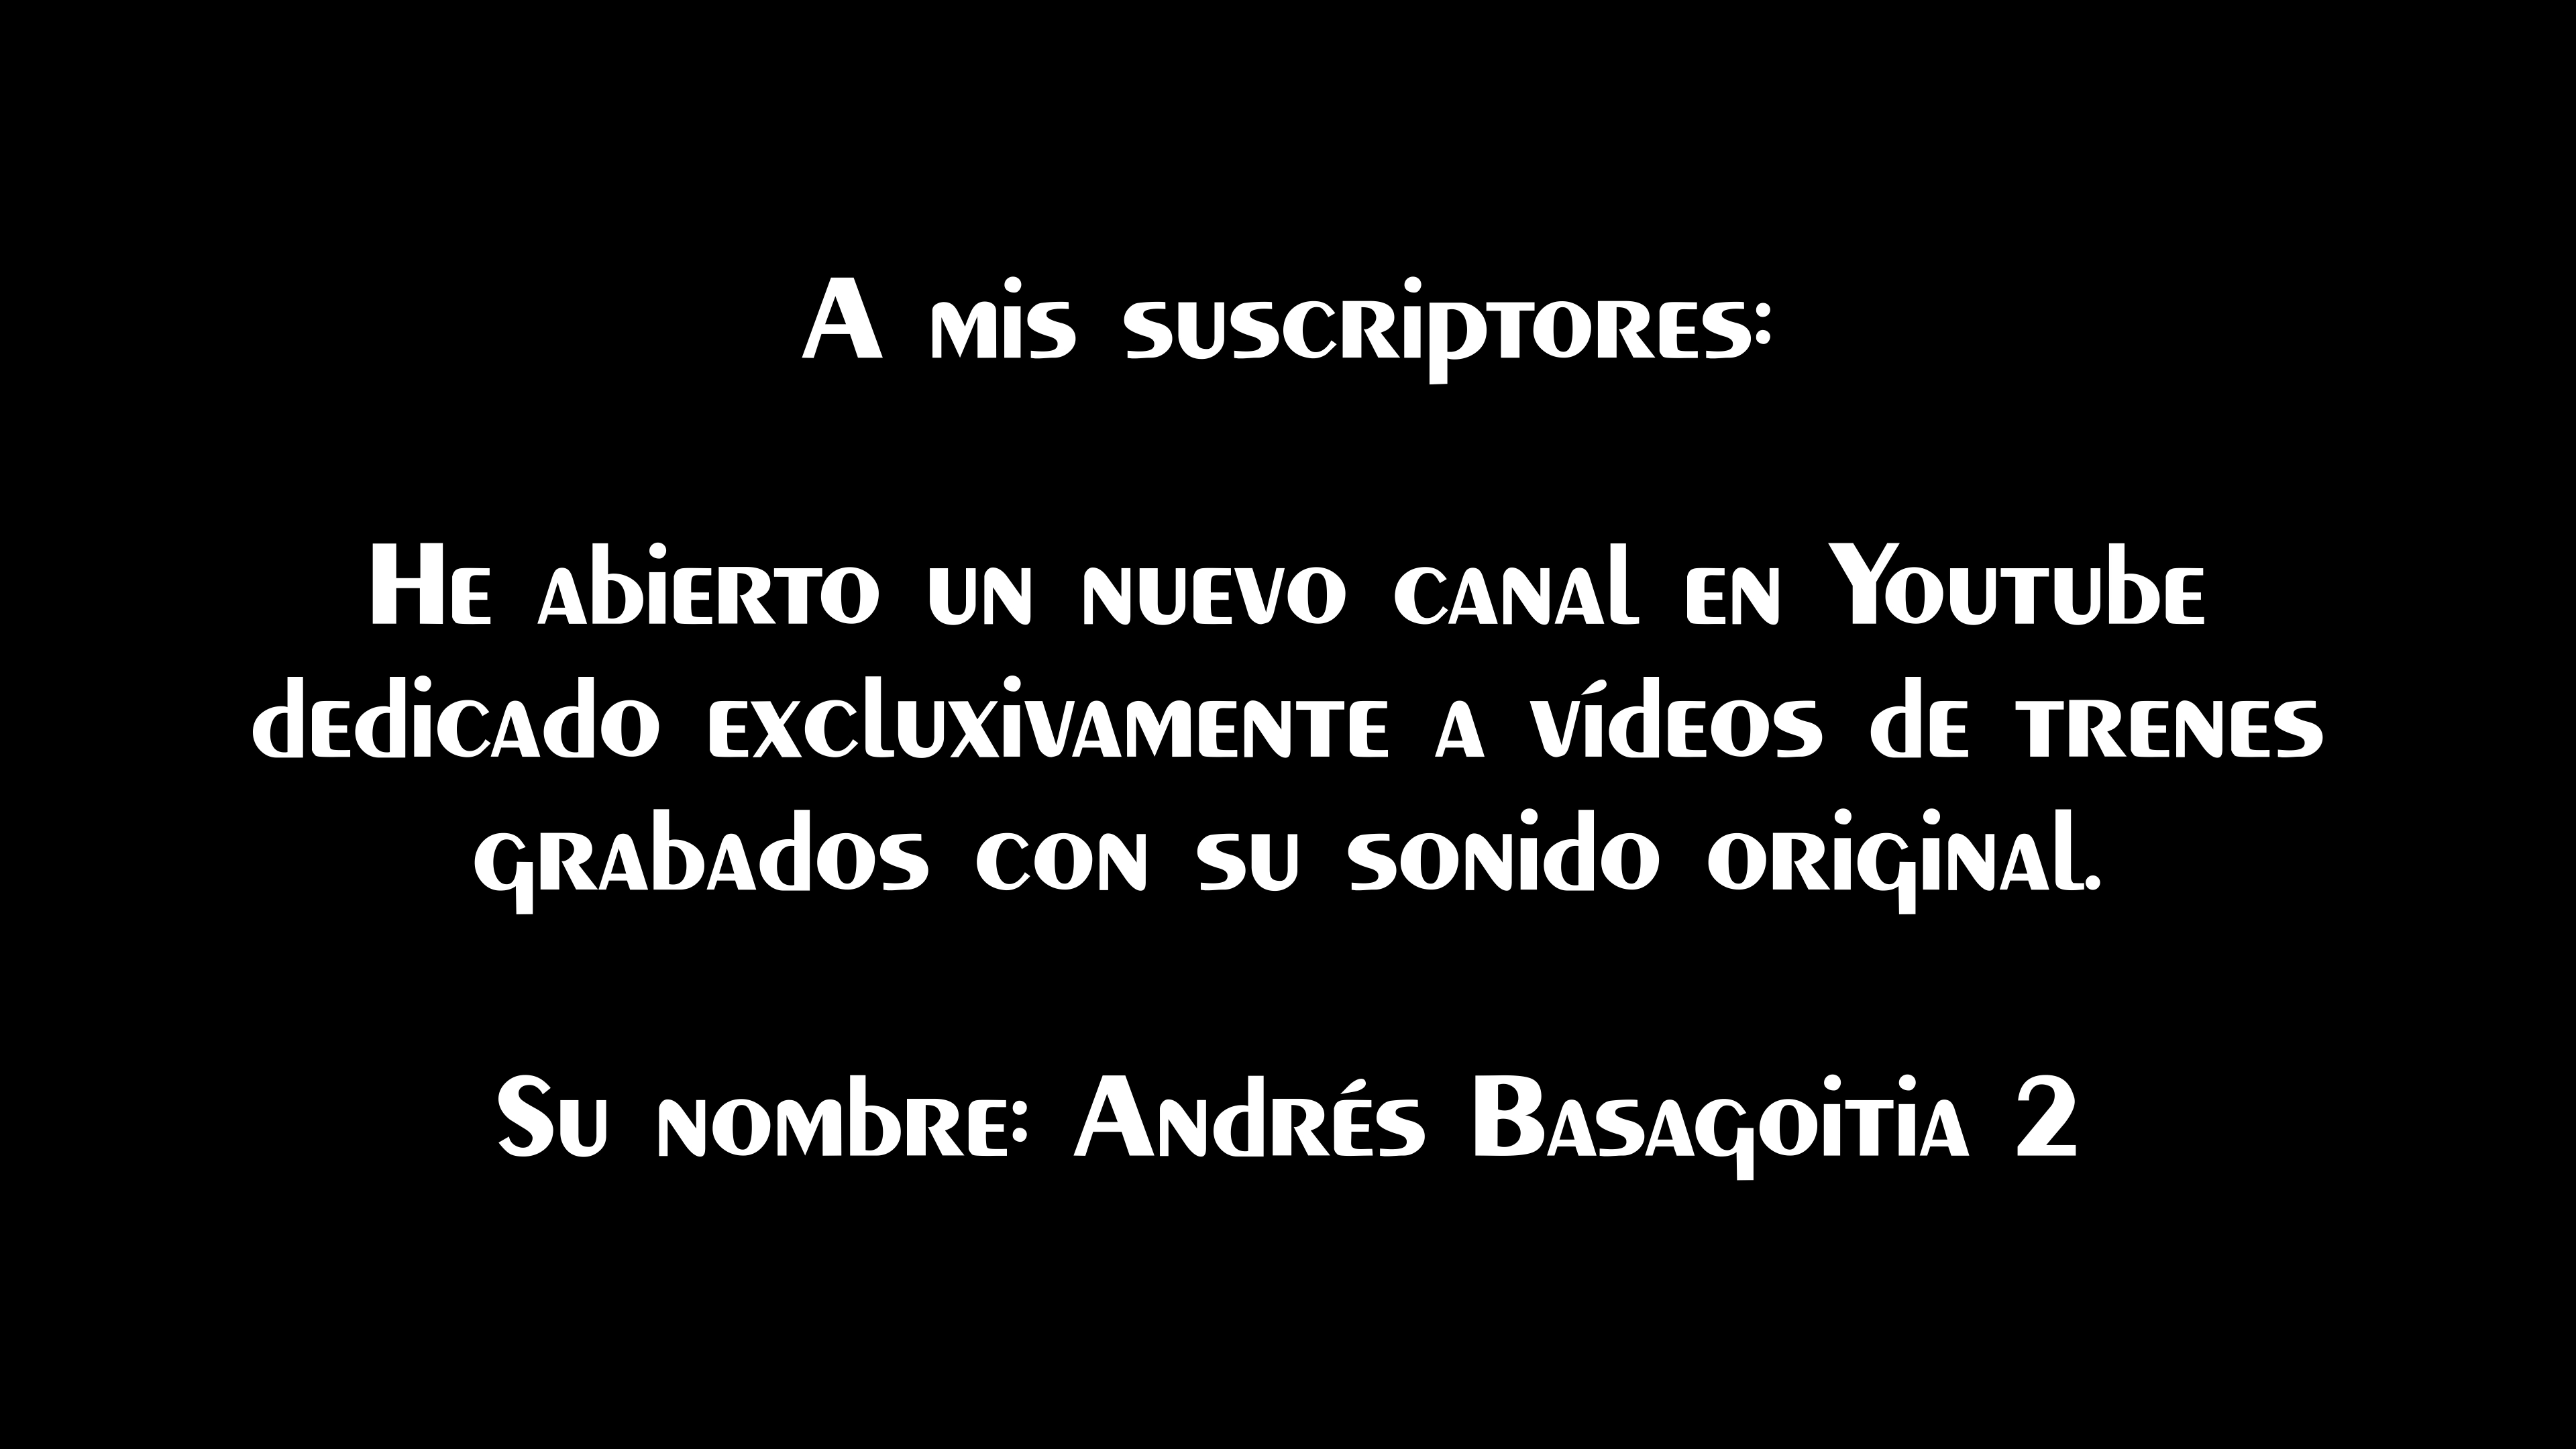 A mis suscriptores:
He abierto un nuevo canal en Youtube
dedicado excluxivamente a vídeos de trenes
grabados con su sonido original.
Su nombre: Andrés Basagoitia 2